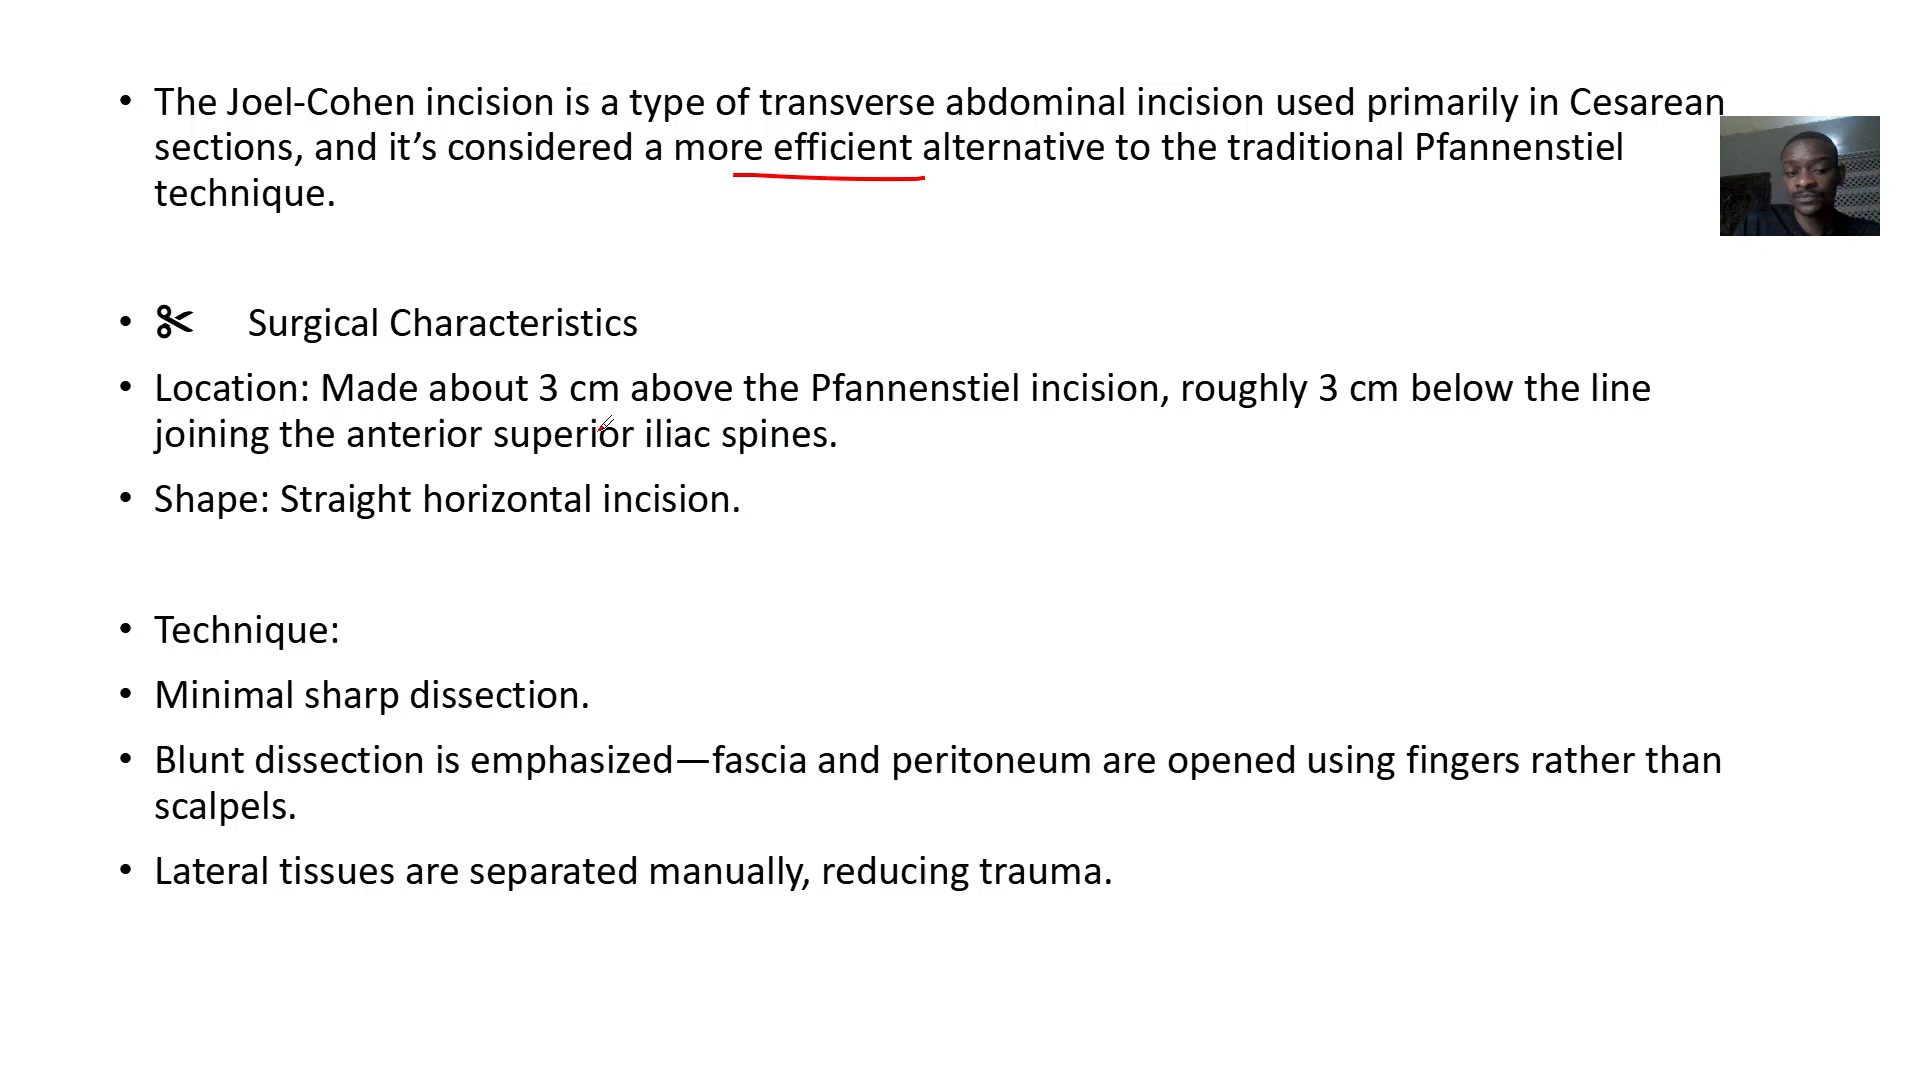 • The Joel-Cohen incision is a type of transverse abdominal incision used primarily in Cesarean
sections, and it’s considered a more efficient alternative to the traditional Pfannenstiel
technique.
• ✂ Surgical Characteristics
• Location: Made about 3 cm above the Pfannenstiel incision, roughly 3 cm below the line
joining the anterior superior iliac spines.
• Shape: Straight horizontal incision.
• Technique:
• Minimal sharp dissection.
• Blunt dissection is emphasized—fascia and peritoneum are opened using fingers rather than
scalpels.
• Lateral tissues are separated manually, reducing trauma.